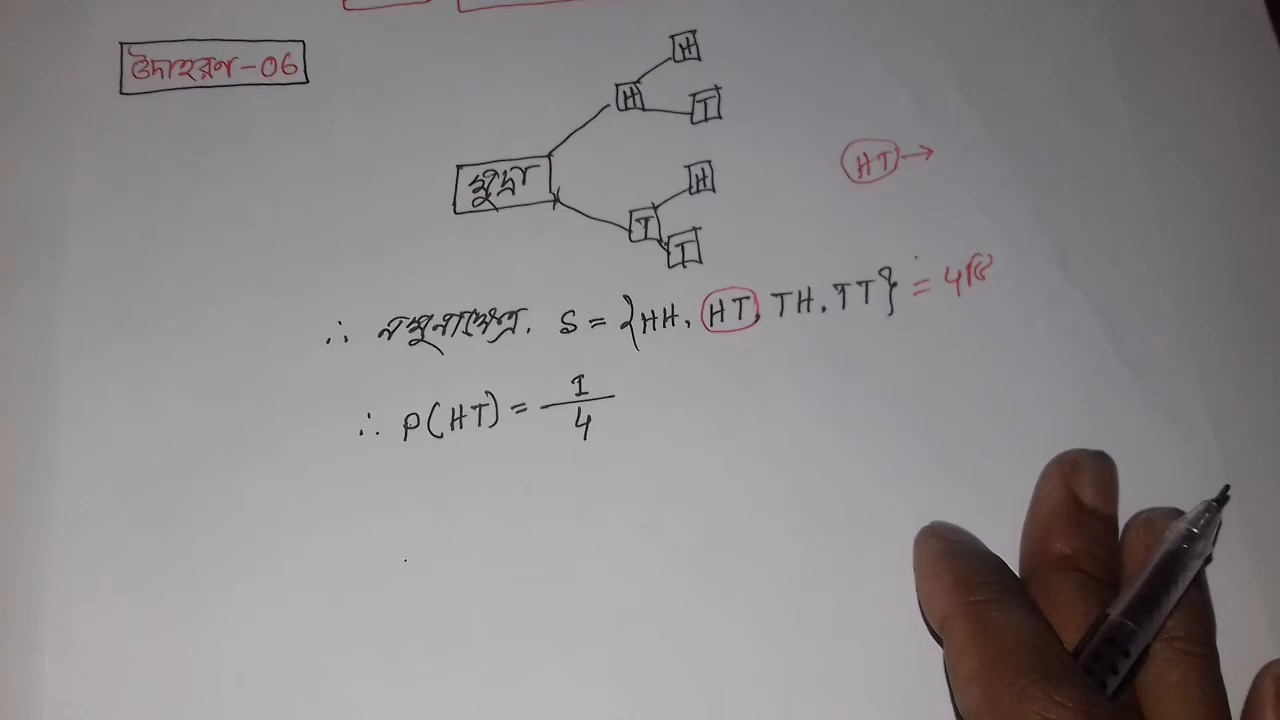 উদাহরণ-06
H
H
T
মুদ্রা
HT →
H
T
T
∴ নমুনাক্ষেত্র, S = {HH, HT, TH, TT} = 4টি
∴ P(HT) = 1/4